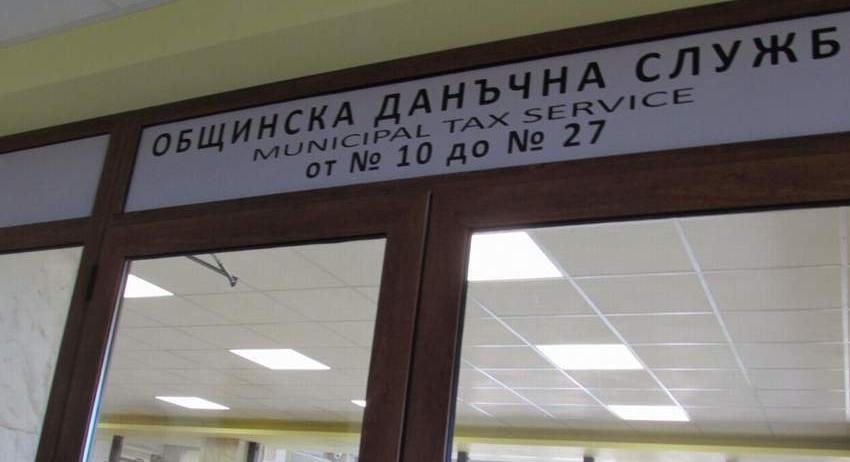 ОБЩИНСКА ДАНЪЧНА СЛУЖБ
MUNICIPAL TAX SERVICE
от № 10 до № 27